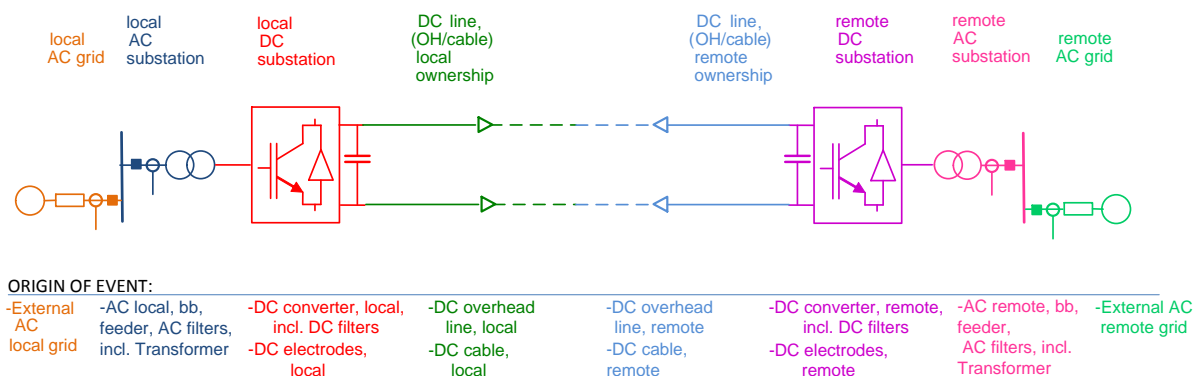 local
AC grid
local
AC
substation
local
DC
substation
DC line,
(OH/cable)
local
ownership
DC line,
(OH/cable)
remote
ownership
remote
DC
substation
remote
AC
substation
remote
AC grid
ORIGIN OF EVENT:
-External
AC
local grid
-AC local, bb,
feeder, AC filters,
incl. Transformer
-DC converter, local,
incl. DC filters
-DC electrodes,
local
-DC overhead
line, local
-DC cable,
local
-DC overhead
line, remote
-DC cable,
remote
-DC converter, remote,
incl. DC filters
-DC electrodes,
remote
-AC remote, bb,
feeder,
AC filters, incl.
Transformer
-External AC
remote grid